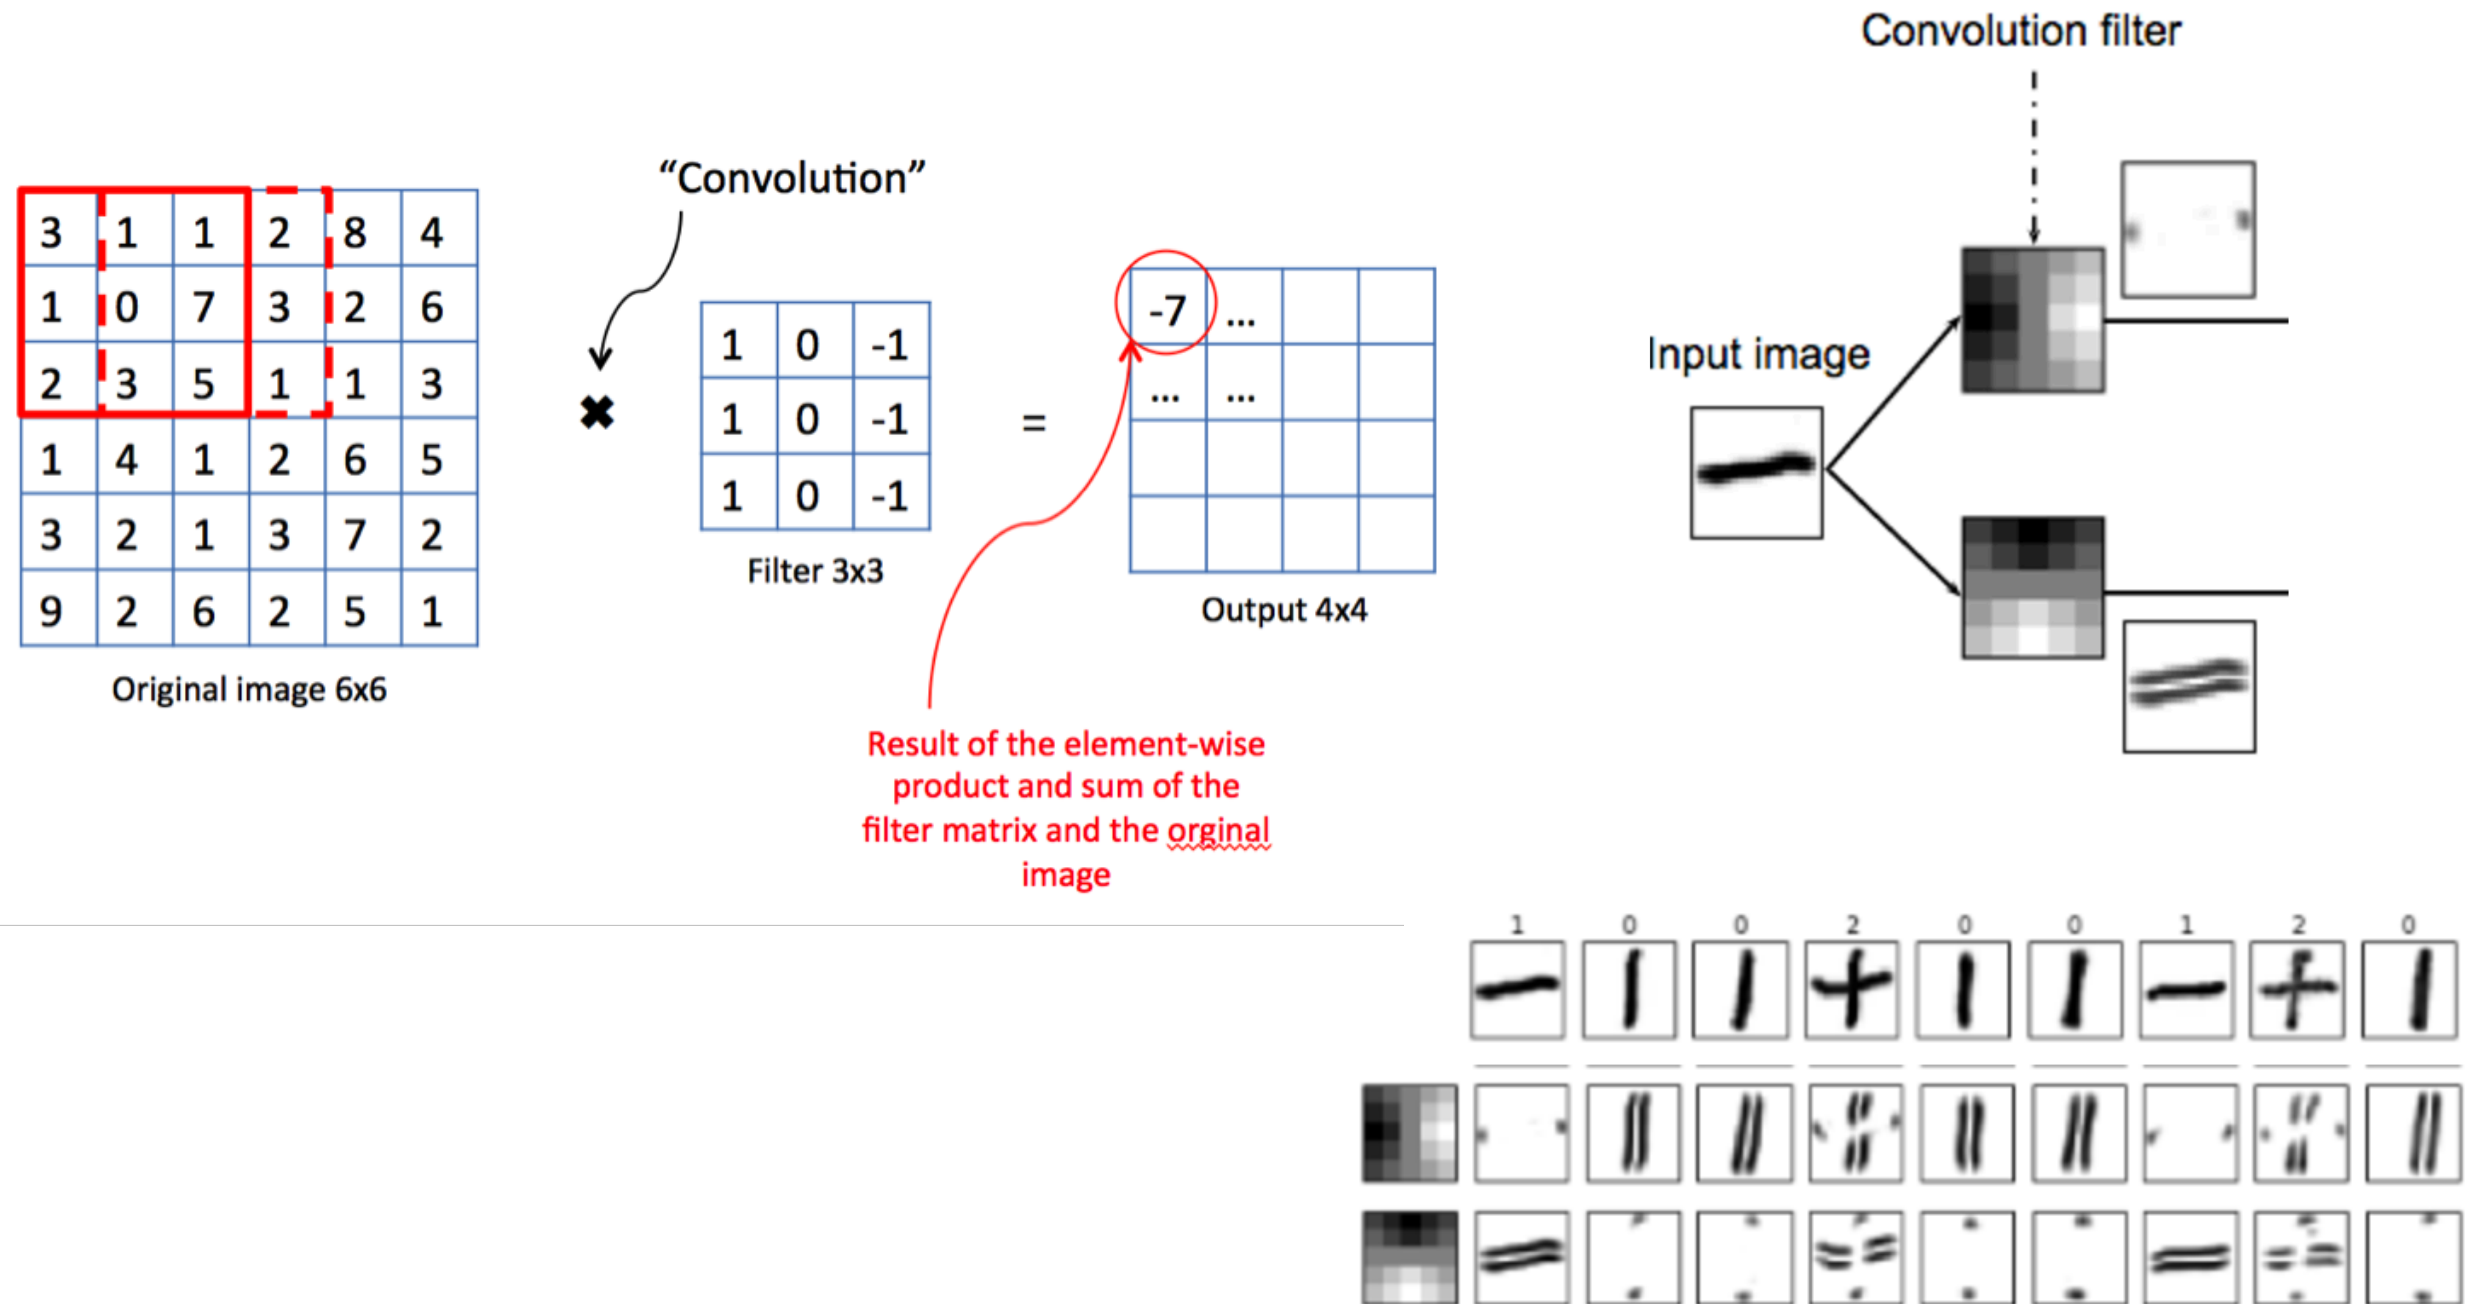 Convolution filter
“Convolution”
3 1 1 2 8 4
1 0 7 3 2 6
2 3 5 1 1 3
1 4 1 2 6 5
3 2 1 3 7 2
9 2 6 2 5 1
Original image 6x6
✖
1 0 -1
1 0 -1
1 0 -1
Filter 3x3
=
-7 ...
... ...
Output 4x4
Result of the element-wise
product and sum of the
filter matrix and the orginal
image
Input image
1 0 0 2 0 0 1 2 0